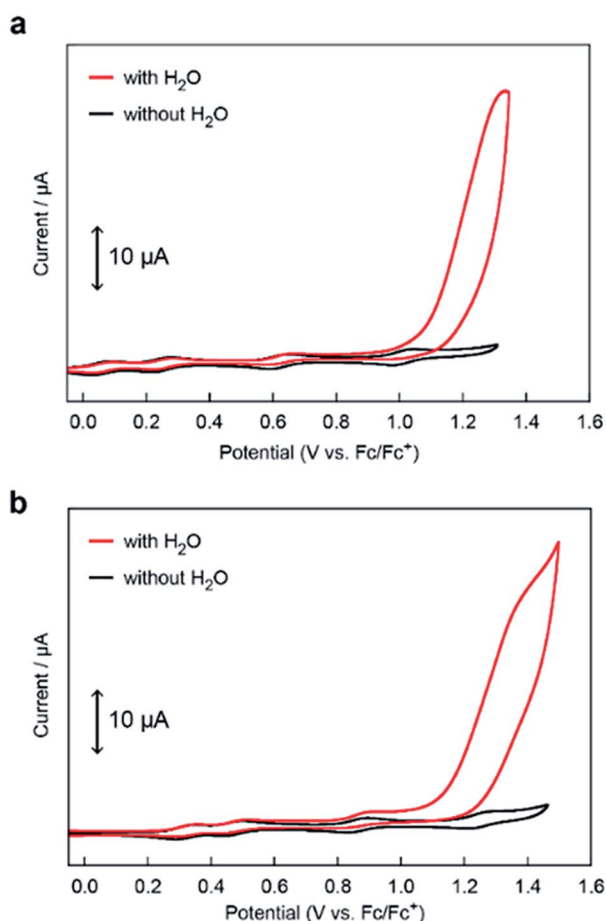 a
with H₂O
without H₂O
Current / μA
10 μA
0.0 0.2 0.4 0.6 0.8 1.0 1.2 1.4 1.6
Potential (V vs. Fc/Fc⁺)
b
with H₂O
without H₂O
Current / μA
10 μA
0.0 0.2 0.4 0.6 0.8 1.0 1.2 1.4 1.6
Potential (V vs. Fc/Fc⁺)